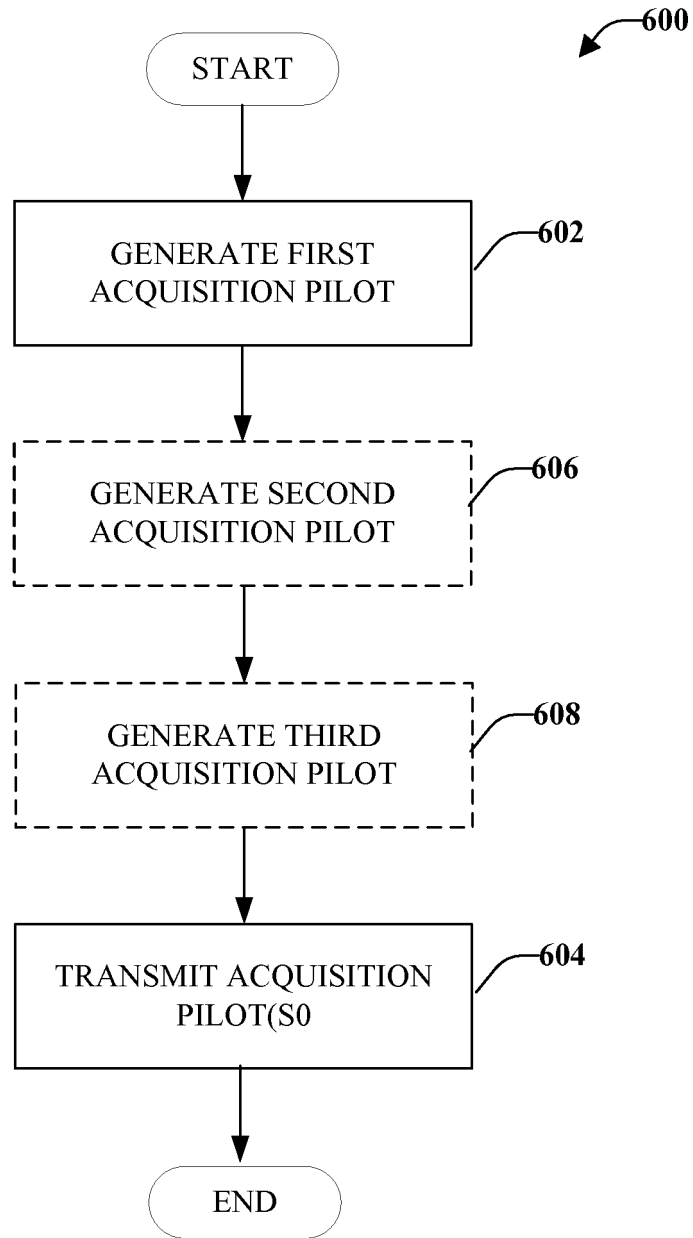 600
START
602
GENERATE FIRST
ACQUISITION PILOT
606
GENERATE SECOND
ACQUISITION PILOT
608
GENERATE THIRD
ACQUISITION PILOT
604
TRANSMIT ACQUISITION
PILOT(S0
END